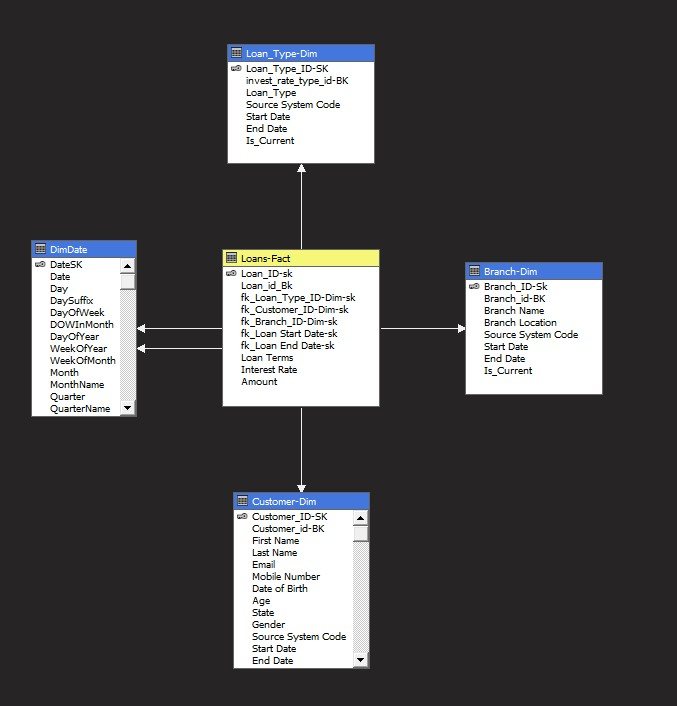 Loan_Type-Dim
Loan_Type_ID-SK
invest_rate_type_id-BK
Loan_Type
Source System Code
Start Date
End Date
Is_Current
DimDate
DateSK
Date
Day
DaySuffix
DayOfWeek
DOWInMonth
DayOfYear
WeekOfYear
WeekOfMonth
Month
MonthName
Quarter
QuarterName
Loans-Fact
Loan_ID-sk
Loan_id_Bk
fk_Loan_Type_ID-Dim-sk
fk_Customer_ID-Dim-sk
fk_Branch_ID-Dim-sk
fk_Loan Start Date-sk
fk_Loan End Date-sk
Loan Terms
Interest Rate
Amount
Branch-Dim
Branch_ID-Sk
Branch_id-BK
Branch Name
Branch Location
Source System Code
Start Date
End Date
Is_Current
Customer-Dim
Customer_ID-SK
Customer_id-BK
First Name
Last Name
Email
Mobile Number
Date of Birth
Age
State
Gender
Source System Code
Start Date
End Date